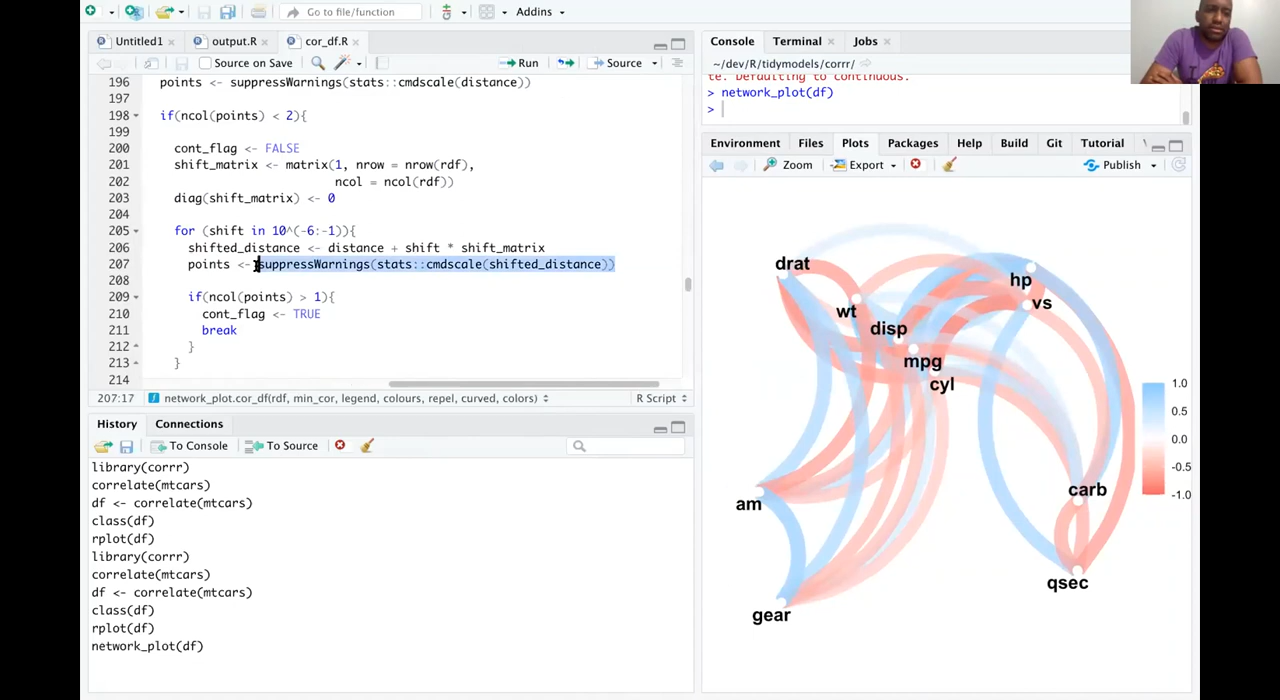 Go to file/function
Addins
Untitled1
output.R
cor_df.R
Source on Save
Run
Source
196 points <- suppressWarnings(stats::cmdscale(distance))
197
198 if(ncol(points) < 2){
199
200 cont_flag <- FALSE
201 shift_matrix <- matrix(1, nrow = nrow(rdf),
202 ncol = ncol(rdf))
203 diag(shift_matrix) <- 0
204
205 for (shift in 10^(-6:-1)){
206 shifted_distance <- distance + shift * shift_matrix
207 points <- suppressWarnings(stats::cmdscale(shifted_distance))
208
209 if(ncol(points) > 1){
210 cont_flag <- TRUE
211 break
212 }
213 }
214
207:17 network_plot.cor_df(rdf, min_cor, legend, colours, repel, curved, colors) R Script
History
Connections
To Console
To Source
library(corrr)
correlate(mtcars)
df <- correlate(mtcars)
class(df)
rplot(df)
library(corrr)
correlate(mtcars)
df <- correlate(mtcars)
class(df)
rplot(df)
network_plot(df)
Console
Terminal
Jobs
~/dev/R/tidymodels/corrr/
te. Defaulting to continuous.
> network_plot(df)
>
Environment
Files
Plots
Packages
Help
Build
Git
Tutorial
Zoom
Export
Publish
drat
hp
vs
wt
disp
mpg
cyl
am
carb
qsec
gear
1.0
0.5
0.0
-0.5
-1.0